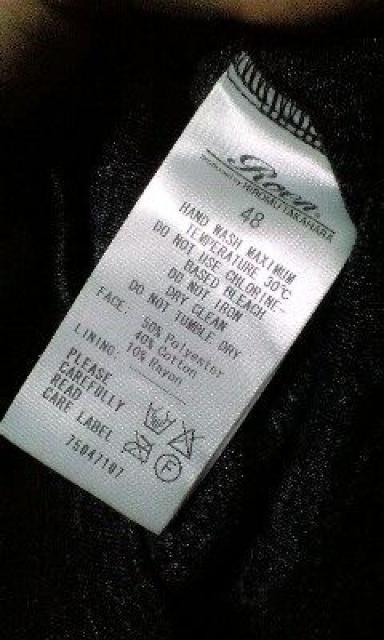 Roen
HIROMU TAKAHARA
48
HAND WASH MAXIMUM
TEMPERATURE 30℃
DO NOT USE CHLORINE-
BASED BLEACH
DO NOT IRON
DRY CLEAN
DO NOT TUMBLE DRY
FACE: 50% Polyester
40% Cotton
10% Rayon
LINING:
PLEASE
CAREFULLY
READ
CARE LABEL
F
75047107